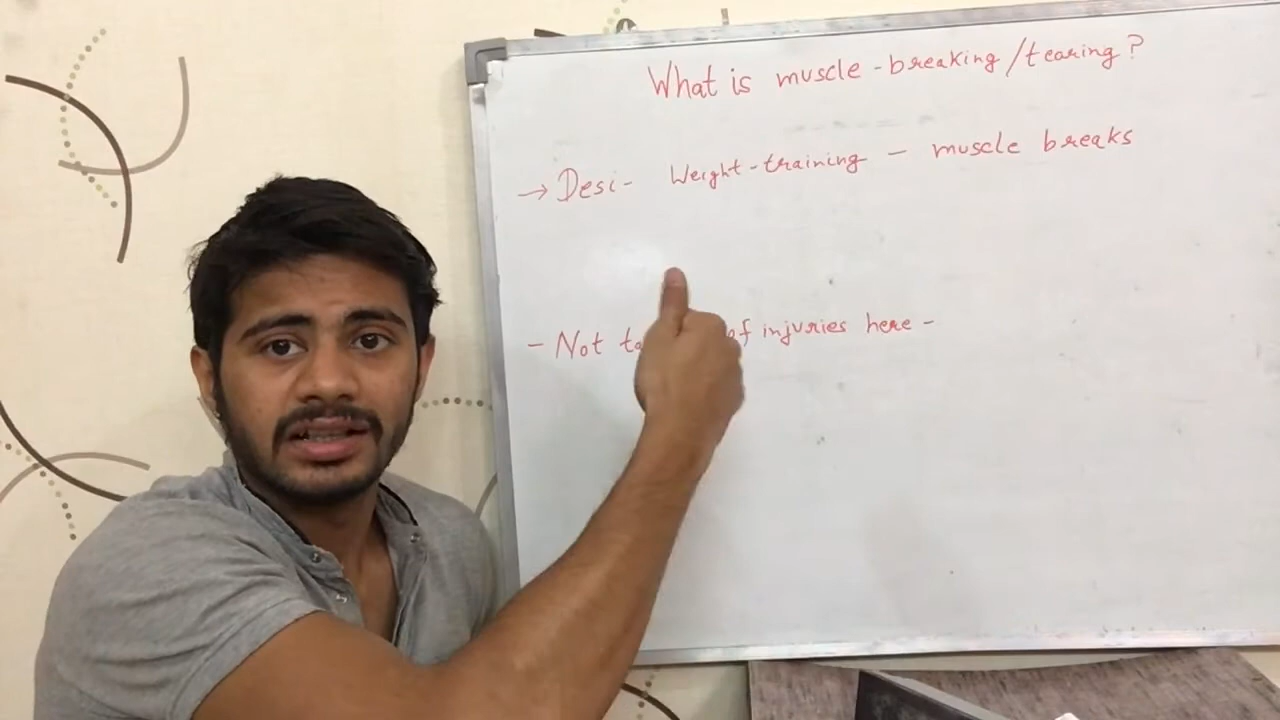 What is muscle-breaking/tearing?
→ Desi- Weight-training - muscle breaks
- Not of injuries here -